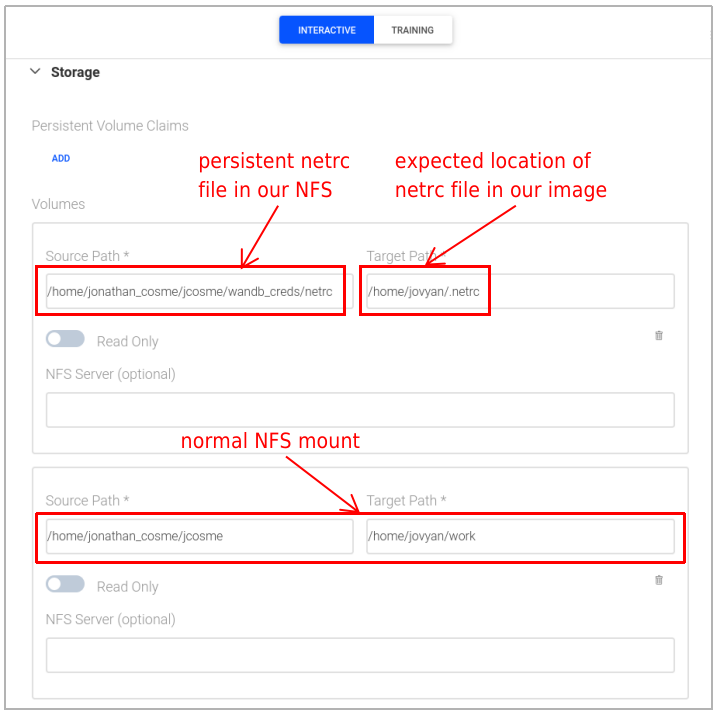 INTERACTIVE TRAINING
Storage
Persistent Volume Claims
ADD
persistent netrc
file in our NFS
expected location of
netrc file in our image
Volumes
Source Path * Target Path *
/home/jonathan_cosme/jcosme/wandb_creds/netrc /home/jovyan/.netrc
Read Only
NFS Server (optional)
normal NFS mount
Source Path * Target Path *
/home/jonathan_cosme/jcosme /home/jovyan/work
Read Only
NFS Server (optional)